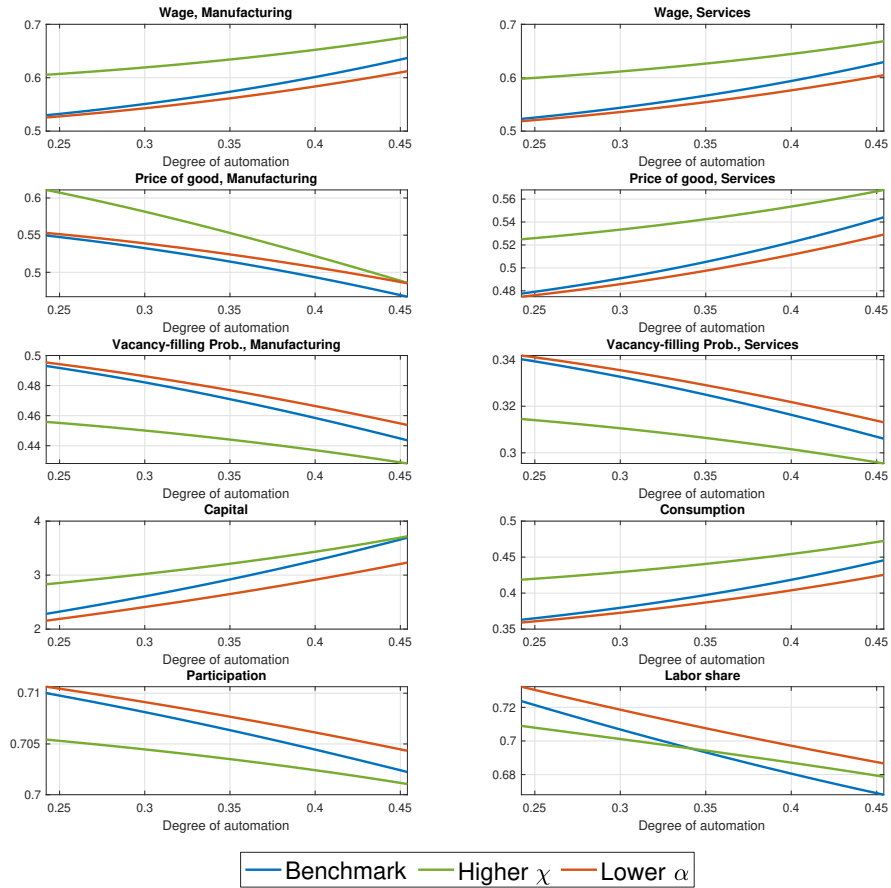 Wage, Manufacturing
0.7
0.6
0.5
0.25 0.3 0.35 0.4 0.45
Degree of automation
Wage, Services
0.7
0.6
0.5
0.25 0.3 0.35 0.4 0.45
Degree of automation
Price of good, Manufacturing
0.6
0.55
0.5
0.25 0.3 0.35 0.4 0.45
Degree of automation
Price of good, Services
0.56
0.54
0.52
0.5
0.48
0.25 0.3 0.35 0.4 0.45
Degree of automation
Vacancy-filling Prob., Manufacturing
0.5
0.48
0.46
0.44
0.25 0.3 0.35 0.4 0.45
Degree of automation
Vacancy-filling Prob., Services
0.34
0.32
0.3
0.25 0.3 0.35 0.4 0.45
Degree of automation
Capital
4
3
2
0.25 0.3 0.35 0.4 0.45
Degree of automation
Consumption
0.5
0.45
0.4
0.35
0.25 0.3 0.35 0.4 0.45
Degree of automation
Participation
0.71
0.705
0.7
0.25 0.3 0.35 0.4 0.45
Degree of automation
Labor share
0.72
0.7
0.68
0.25 0.3 0.35 0.4 0.45
Degree of automation
Benchmark Higher χ Lower α